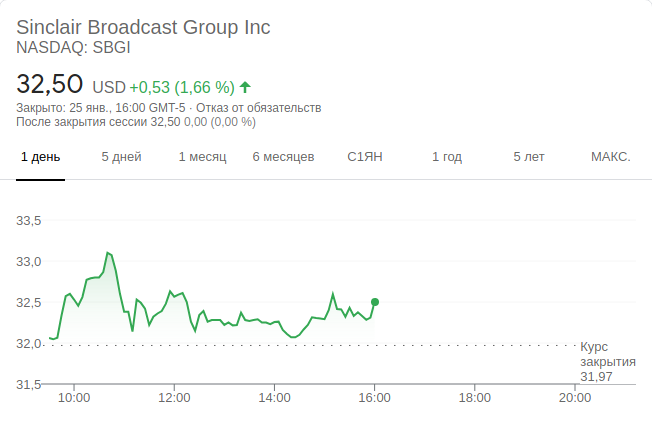 Sinclair Broadcast Group Inc
NASDAQ: SBGI
32,50 USD +0,53 (1,66 %)
Закрыто: 25 янв., 16:00 GMT-5 · Отказ от обязательств
После закрытия сессии 32,50 0,00 (0,00 %)
1 день 5 дней 1 месяц 6 месяцев С1ЯН 1 год 5 лет МАКС.
33,5
33,0
32,5
32,0
Курс
закрытия
31,97
31,5
10:00 12:00 14:00 16:00 18:00 20:00